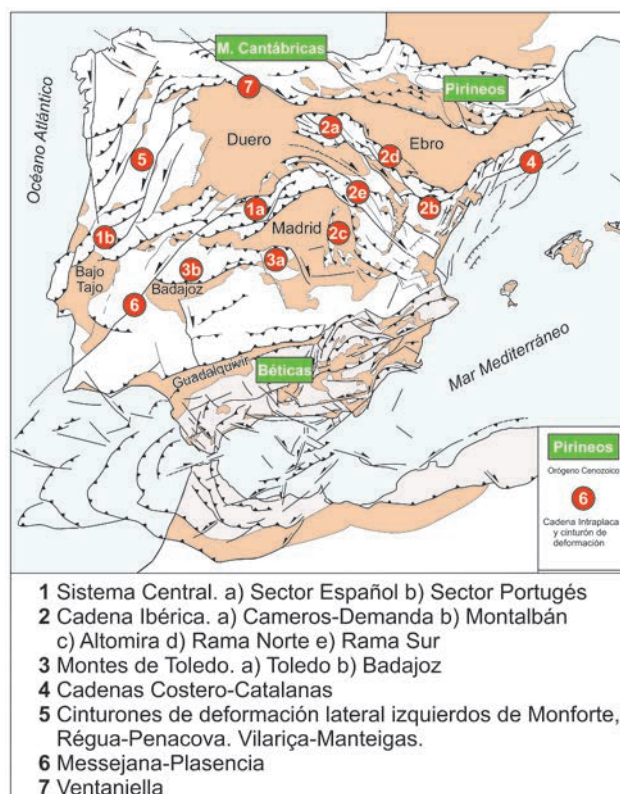 M. Cantábricas
Pirineos
7
2a
Duero
Ebro
2d
4
5
2e
2b
1a
Océano Atlántico
Madrid
2c
1b
3a
3b
Bajo
Tajo
Badajoz
6
Mar Mediterráneo
Guadalquivir
Béticas
Pirineos
Orógeno Cenozoico
6
Cadena Intraplaca
y cinturón de
deformación
1 Sistema Central. a) Sector Español b) Sector Portugés
2 Cadena Ibérica. a) Cameros-Demanda b) Montalbán
c) Altomira d) Rama Norte e) Rama Sur
3 Montes de Toledo. a) Toledo b) Badajoz
4 Cadenas Costero-Catalanas
5 Cinturones de deformación lateral izquierdos de Monforte,
Régua-Penacova. Vilariça-Manteigas.
6 Messejana-Plasencia
7 Ventaniella